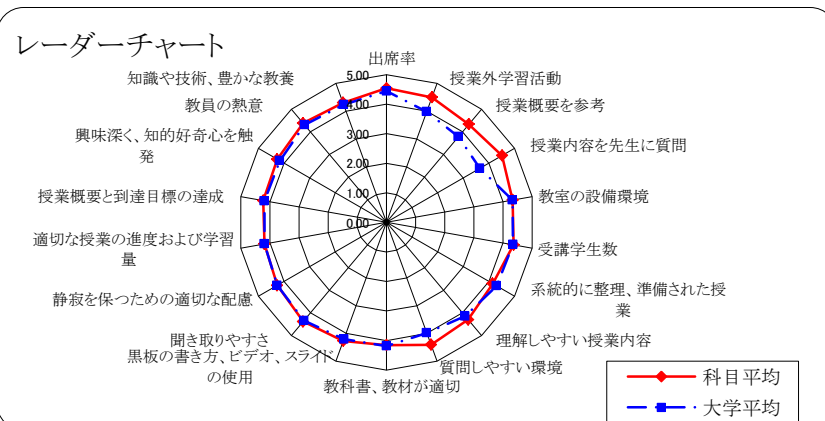 レーダーチャート
出席率
授業外学習活動
授業概要を参考
授業内容を先生に質問
教室の設備環境
受講学生数
系統的に整理、準備された授
業
理解しやすい授業内容
質問しやすい環境
教科書、教材が適切
黒板の書き方、ビデオ、スライド
の使用
聞き取りやすさ
静寂を保つための適切な配慮
適切な授業の進度および学習
量
授業概要と到達目標の達成
興味深く、知的好奇心を触
発
教員の熱意
知識や技術、豊かな教養
5.00
4.00
3.00
2.00
1.00
0.00
科目平均
大学平均